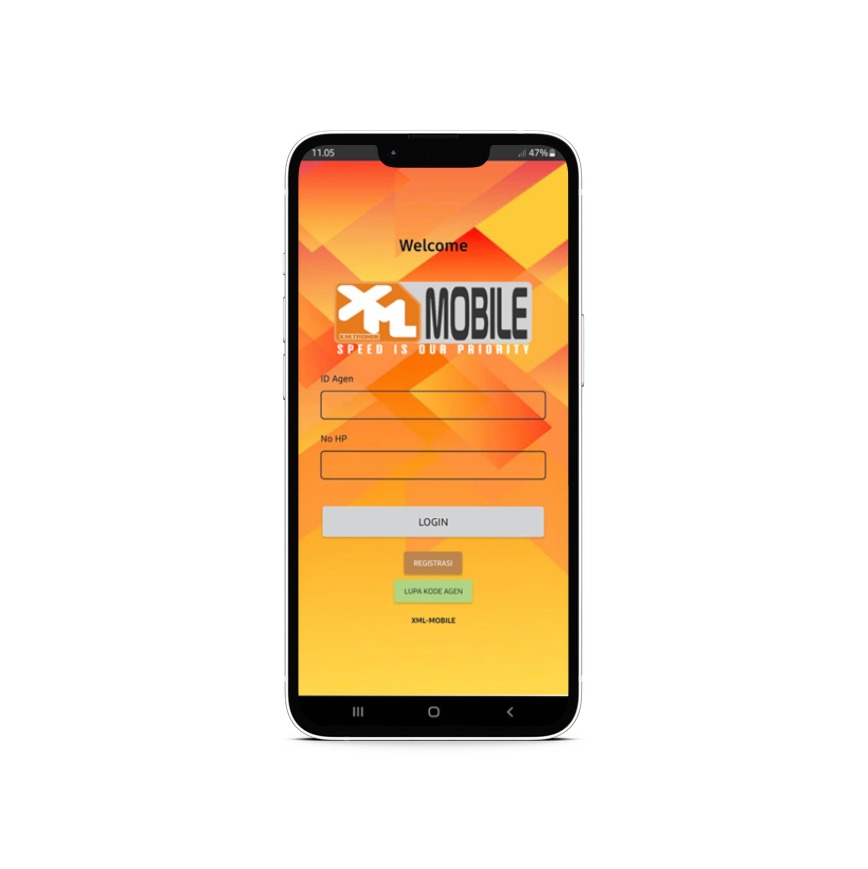 11.05
47%
Welcome
XML MOBILE
XMLTRONIK
SPEED IS OUR PRIORITY
ID Agen
No HP
LOGIN
REGISTRASI
LUPA KODE AGEN
XML-MOBILE